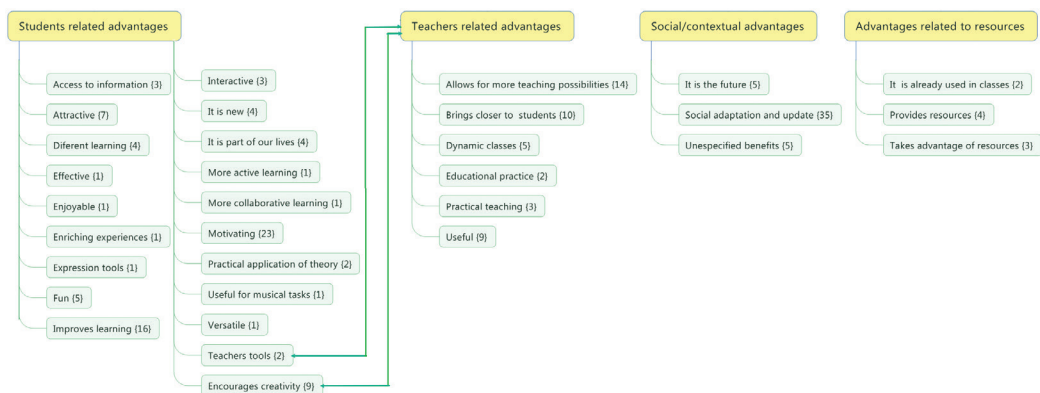 Students related advantages
Access to information {3}
Attractive {7}
Diferent learning {4}
Effective {1}
Enjoyable {1}
Enriching experiences {1}
Expression tools {1}
Fun {5}
Improves learning {16}
Interactive {3}
It is new {4}
It is part of our lives {4}
More active learning {1}
More collaborative learning {1}
Motivating {23}
Practical application of theory {2}
Useful for musical tasks {1}
Versatile {1}
Teachers tools {2}
Encourages creativity {9}
Teachers related advantages
Allows for more teaching possibilities {14}
Brings closer to students {10}
Dynamic classes {5}
Educational practice {2}
Practical teaching {3}
Useful {9}
Social/contextual advantages
It is the future {5}
Social adaptation and update {35}
Unespecified benefits {5}
Advantages related to resources
It is already used in classes {2}
Provides resources {4}
Takes advantage of resources {3}